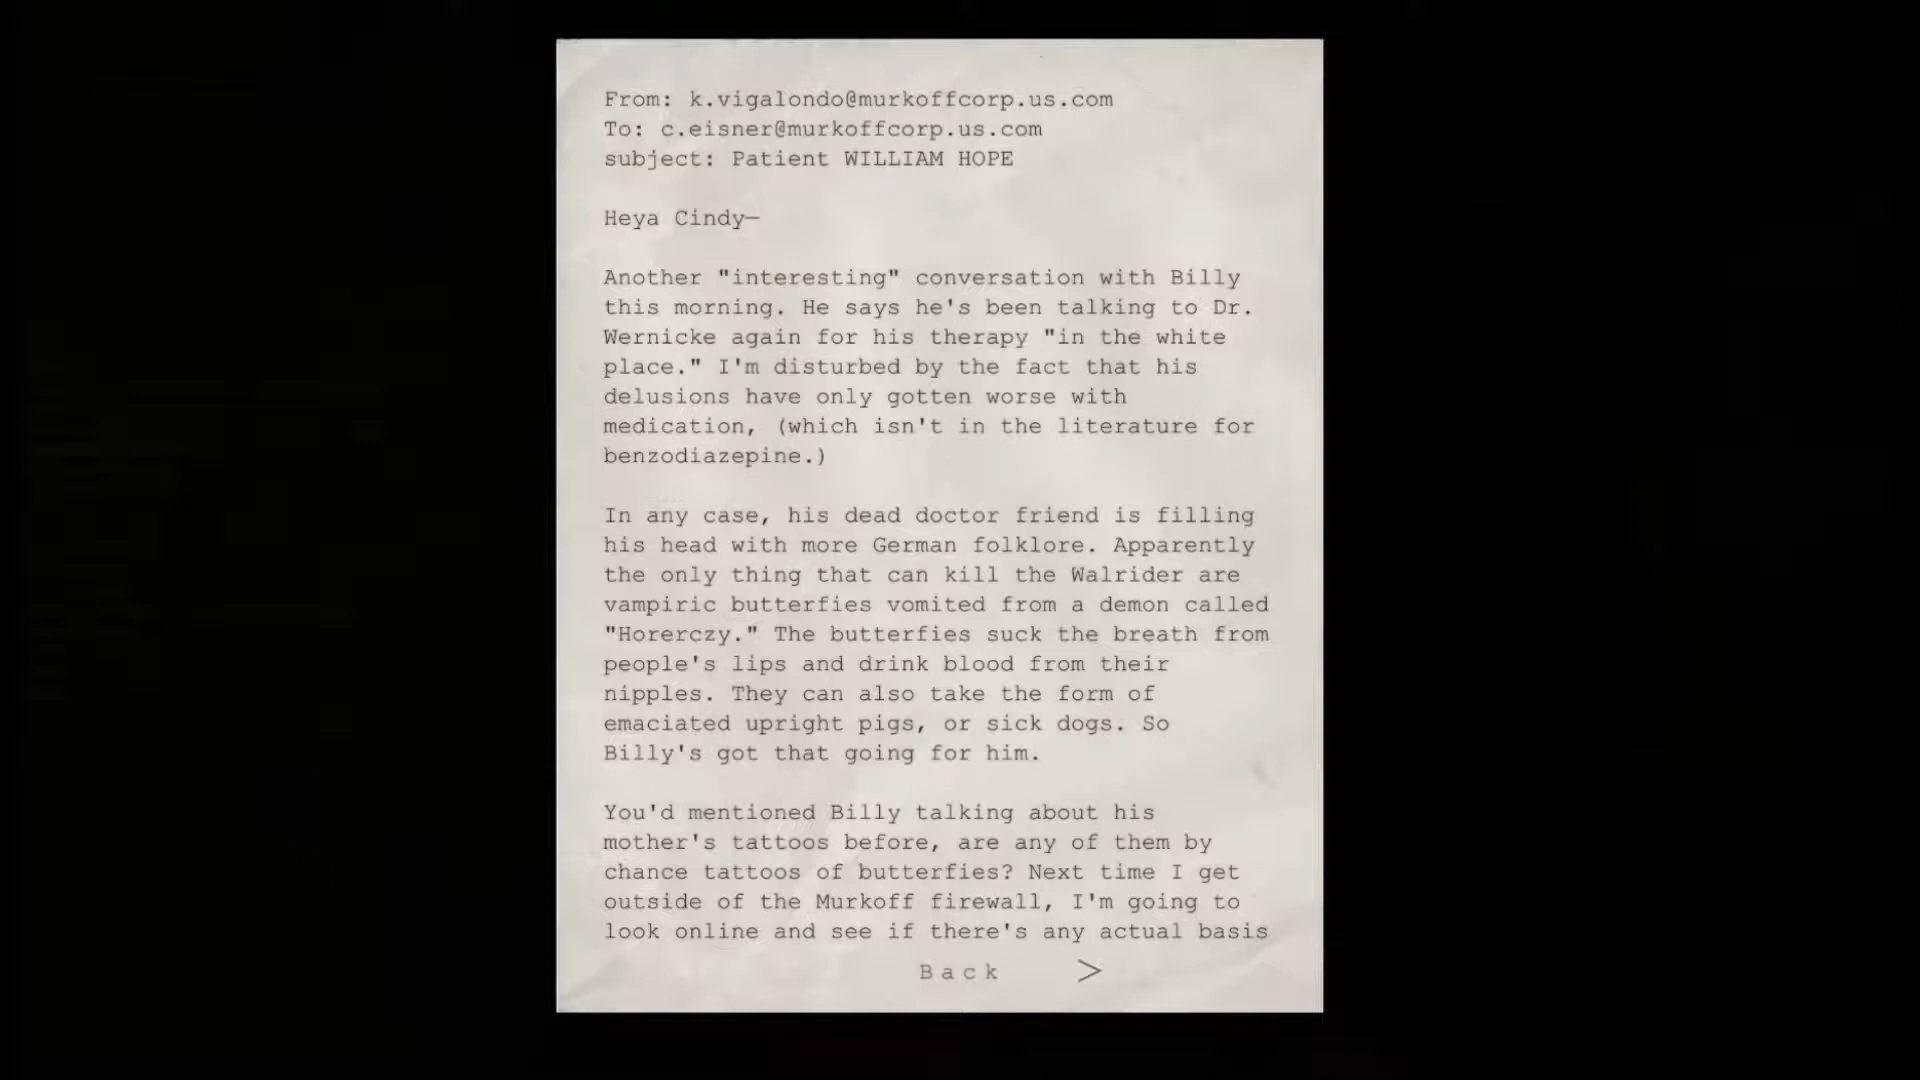 From: k.vigalondo@murkoffcorp.us.com
To: c.eisner@murkoffcorp.us.com
subject: Patient WILLIAM HOPE
Heya Cindy—
Another "interesting" conversation with Billy
this morning. He says he's been talking to Dr.
Wernicke again for his therapy "in the white
place." I'm disturbed by the fact that his
delusions have only gotten worse with
medication, (which isn't in the literature for
benzodiazepine.)
In any case, his dead doctor friend is filling
his head with more German folklore. Apparently
the only thing that can kill the Walrider are
vampiric butterfies vomited from a demon called
"Horerczy." The butterfies suck the breath from
people's lips and drink blood from their
nipples. They can also take the form of
emaciated upright pigs, or sick dogs. So
Billy's got that going for him.
You'd mentioned Billy talking about his
mother's tattoos before, are any of them by
chance tattoos of butterfies? Next time I get
outside of the Murkoff firewall, I'm going to
look online and see if there's any actual basis
Back >